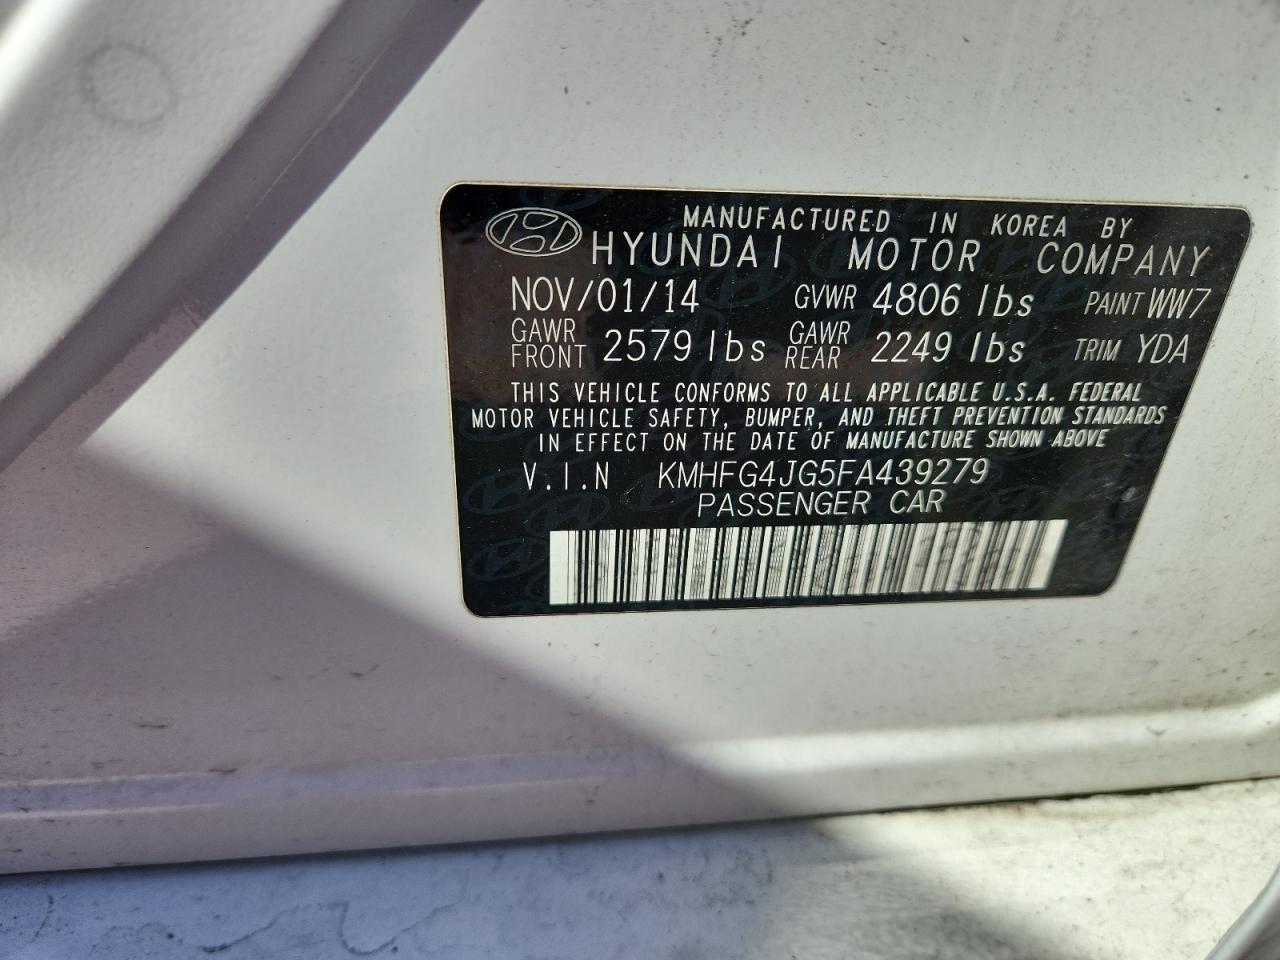 MANUFACTURED IN KOREA BY
HYUNDAI MOTOR COMPANY
NOV/01/14 GVWR 4806 lbs PAINT WW7
GAWR FRONT 2579 lbs GAWR REAR 2249 lbs TRIM YDA
THIS VEHICLE CONFORMS TO ALL APPLICABLE U.S.A. FEDERAL
MOTOR VEHICLE SAFETY, BUMPER, AND THEFT PREVENTION STANDARDS
IN EFFECT ON THE DATE OF MANUFACTURE SHOWN ABOVE
V.I.N KMHFG4JG5FA439279
PASSENGER CAR